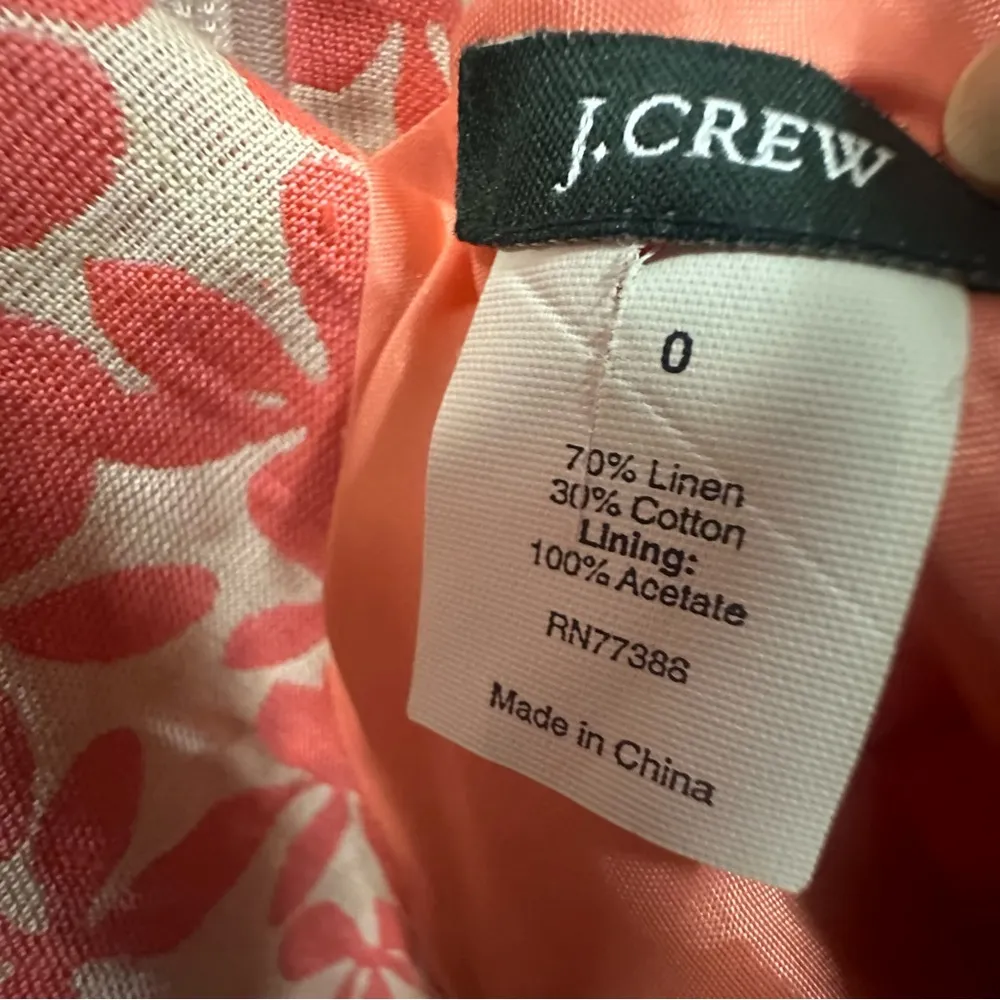 J.CREW
0
70% Linen
30% Cotton
Lining:
100% Acetate
RN77388
Made in China